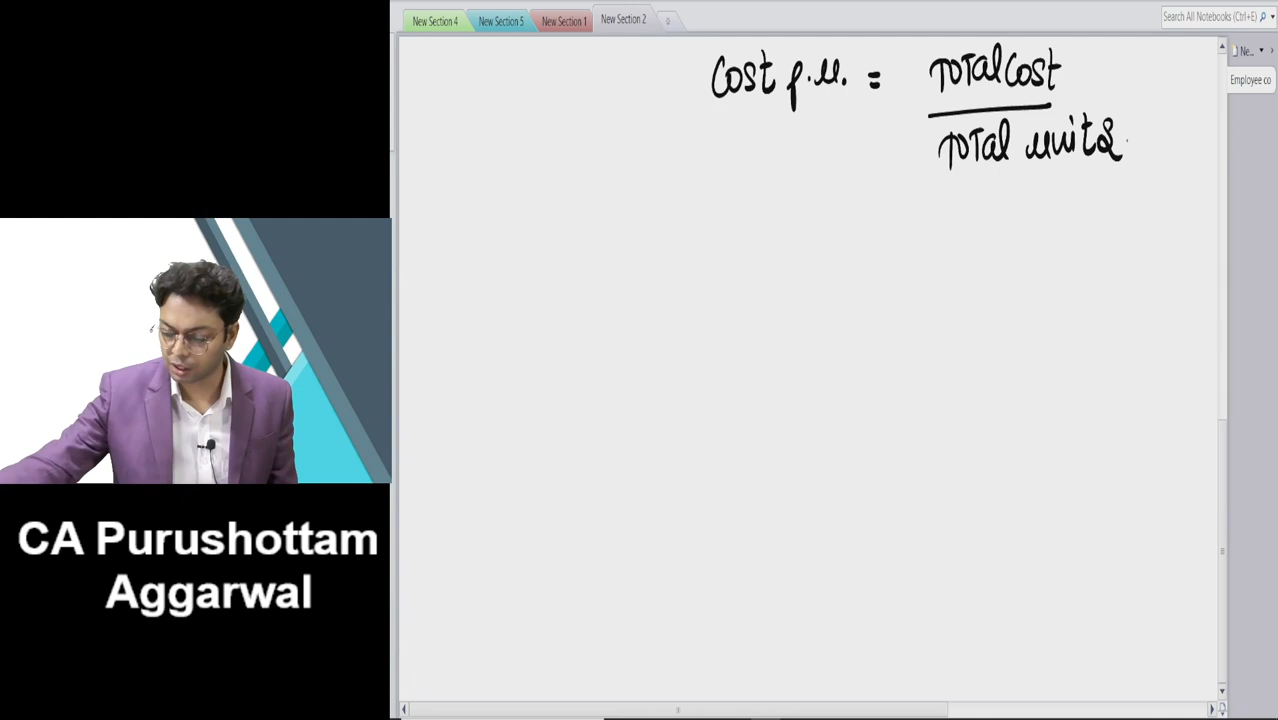 New Section 4
New Section 5
New Section 1
New Section 2
Search All Notebooks (Ctrl+E)
Ne...
Employee co
Cost p.u. = Total Cost
Total units
CA Purushottam
Aggarwal